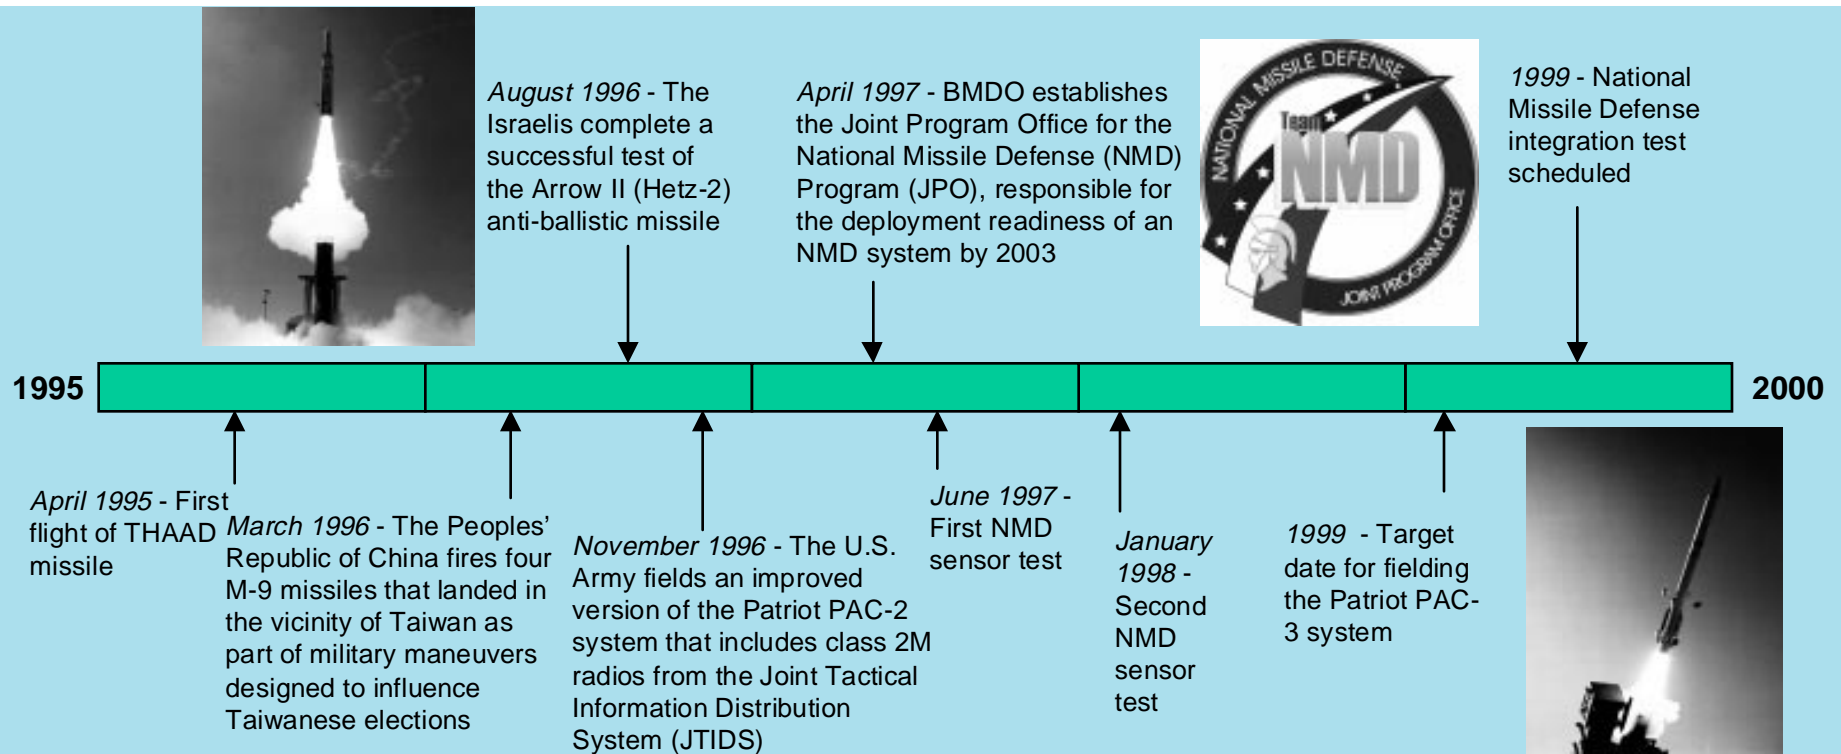 August 1996 - The
Israelis complete a
successful test of
the Arrow II (Hetz-2)
anti-ballistic missile
April 1997 - BMDO establishes
the Joint Program Office for the
National Missile Defense (NMD)
Program (JPO), responsible for
the deployment readiness of an
NMD system by 2003
NATIONAL MISSILE DEFENSE
Team
NMD
JOINT PROGRAM OFFICE
1999 - National
Missile Defense
integration test
scheduled
1995
2000
April 1995 - First
flight of THAAD
missile
March 1996 - The Peoples’
Republic of China fires four
M-9 missiles that landed in
the vicinity of Taiwan as
part of military maneuvers
designed to influence
Taiwanese elections
November 1996 - The U.S.
Army fields an improved
version of the Patriot PAC-2
system that includes class 2M
radios from the Joint Tactical
Information Distribution
System (JTIDS)
June 1997 -
First NMD
sensor test
January
1998 -
Second
NMD
sensor
test
1999 - Target
date for fielding
the Patriot PAC-
3 system